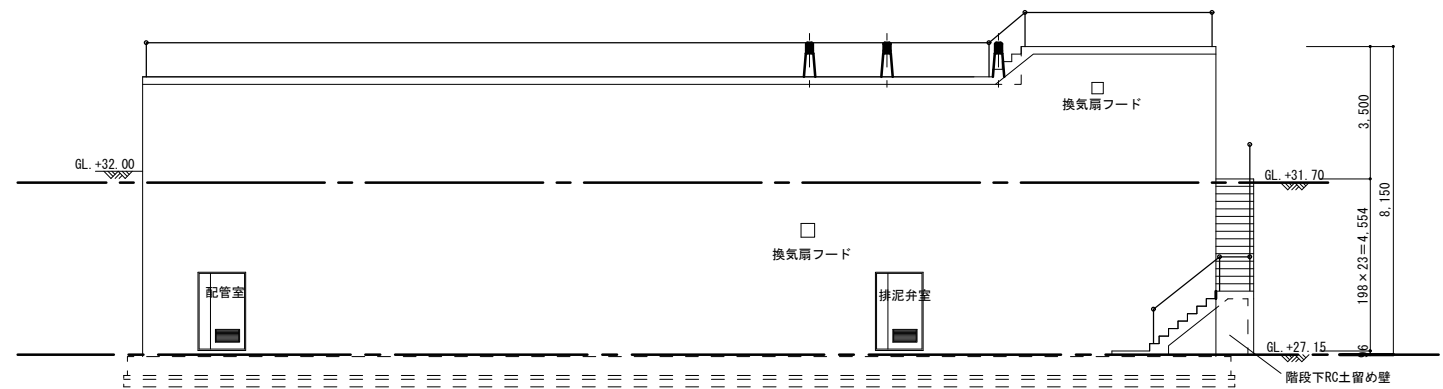 換気扇フード
3,500
GL.+32.00
GL.+31.70
8,150
198×23=4,554
換気扇フード
配管室
排泥弁室
GL.+27.15
96
階段下RC土留め壁